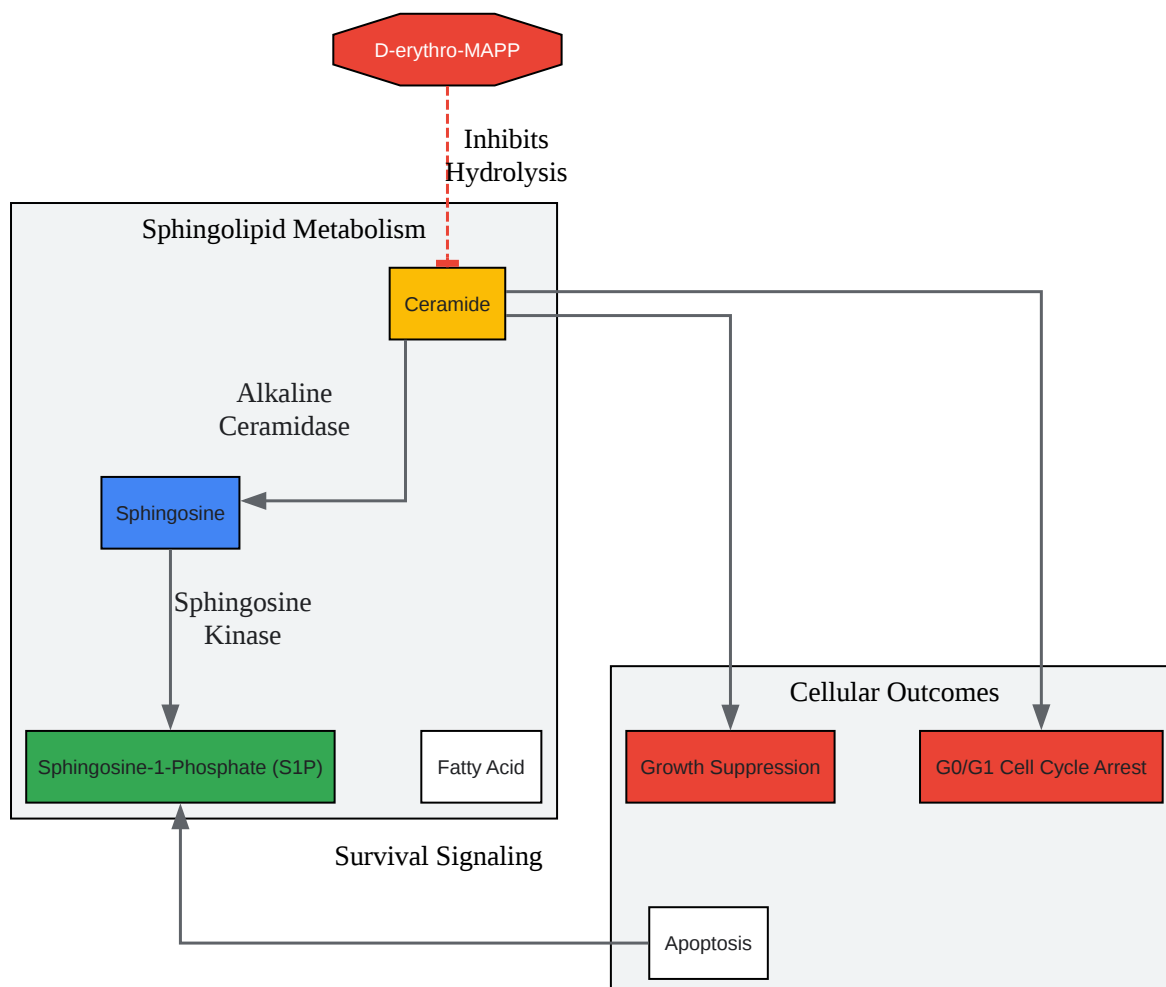 D-erythro-MAPP
Inhibits
Hydrolysis
Sphingolipid Metabolism
Ceramide
Alkaline
Ceramidase
Sphingosine
Sphingosine
Kinase
Cellular Outcomes
Sphingosine-1-Phosphate (S1P)
Fatty Acid
Growth Suppression
G0/G1 Cell Cycle Arrest
Survival Signaling
Apoptosis